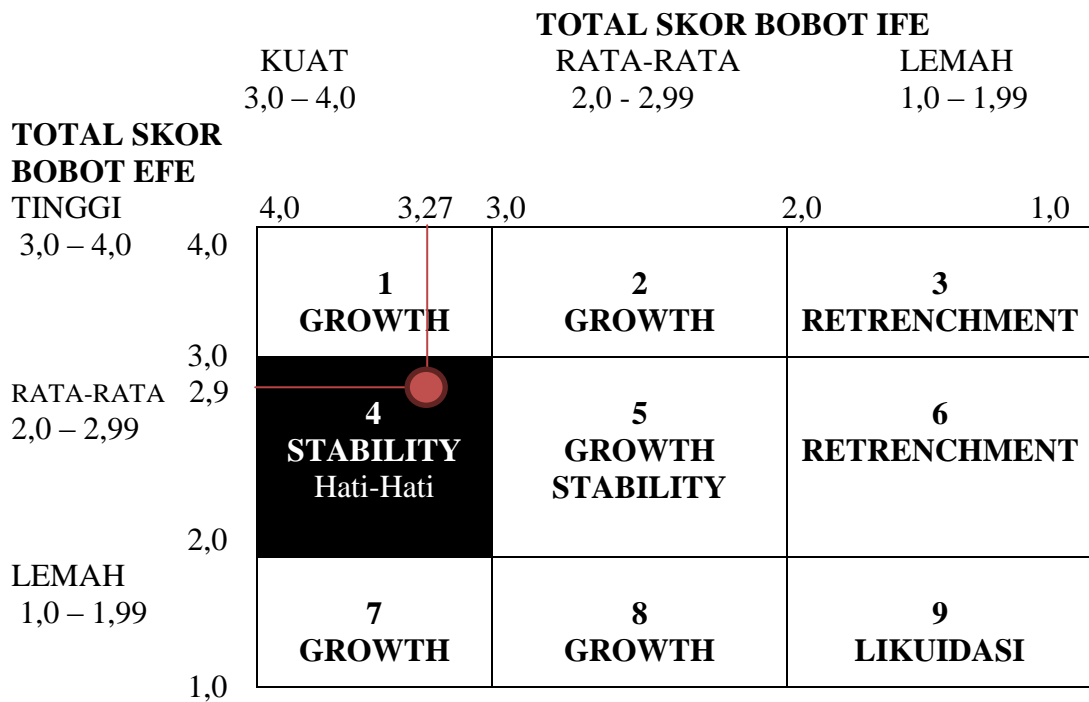 TOTAL SKOR BOBOT IFE
KUAT RATA-RATA LEMAH
3,0 – 4,0 2,0 - 2,99 1,0 – 1,99
TOTAL SKOR
BOBOT EFE
TINGGI 4,0 3,27 3,0 2,0 1,0
3,0 – 4,0 4,0
1 2 3
GROWTH GROWTH RETRENCHMENT
3,0
RATA-RATA 2,9
2,0 – 2,99
4 5 6
STABILITY GROWTH RETRENCHMENT
Hati-Hati STABILITY
2,0
LEMAH
1,0 – 1,99
7 8 9
GROWTH GROWTH LIKUIDASI
1,0